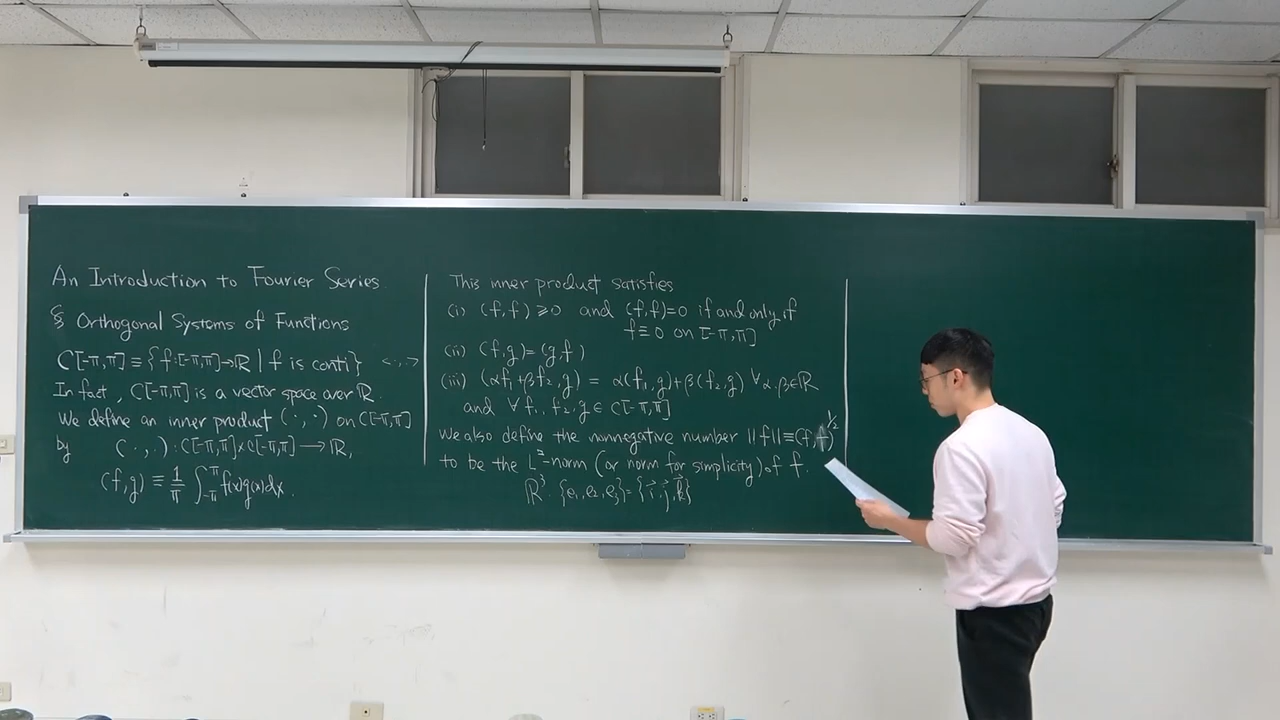 An Introduction to Fourier Series
§ Orthogonal Systems of Functions
C[-π,π] ≡ {f:[-π,π]→ℝ | f is conti} <·,·>
In fact, C[-π,π] is a vector space over ℝ.
We define an inner product (·,·) on C[-π,π]
by (·,·): C[-π,π]×C[-π,π] → ℝ,
(f,g) ≡ 1/π ∫_{-π}^{π} f(x)g(x)dx.
This inner product satisfies
(i) (f,f) ≥ 0 and (f,f)=0 if and only if
f≡0 on [-π,π]
(ii) (f,g)=(g,f)
(iii) (αf₁+βf₂,g) = α(f₁,g)+β(f₂,g) ∀α,β∈ℝ
and ∀f₁,f₂,g∈C[-π,π]
We also define the nonnegative number ||f||≡(f,f)^{1/2}
to be the L²-norm (or norm for simplicity) of f.
ℝ³. {e₁,e₂,e₃}={i⃗,j⃗,k⃗}